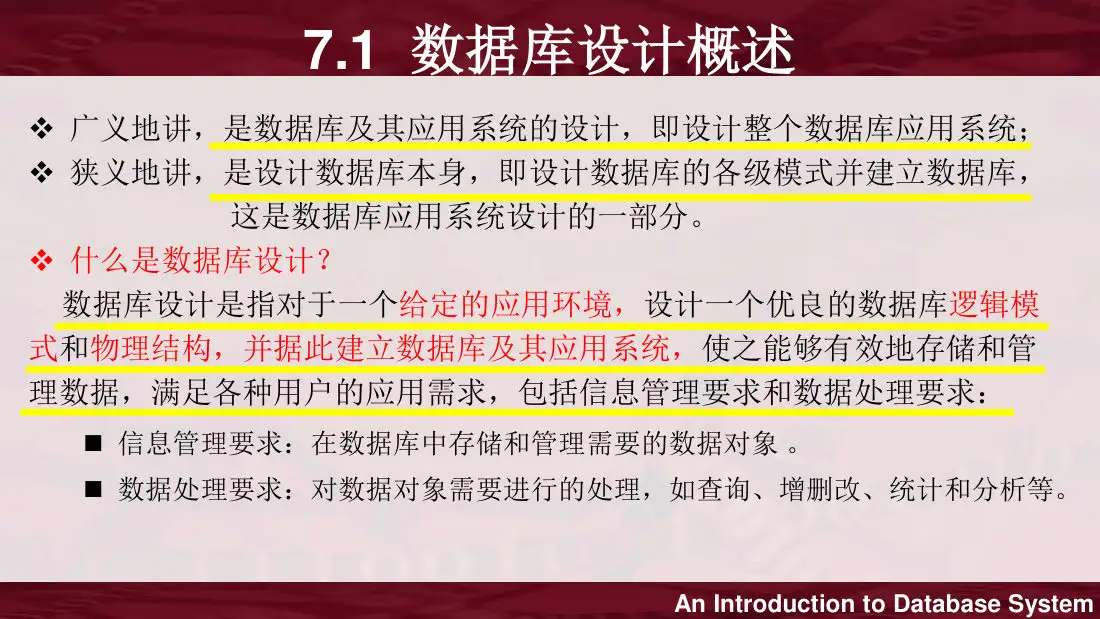 7.1 数据库设计概述
❖ 广义地讲，是数据库及其应用系统的设计，即设计整个数据库应用系统；
❖ 狭义地讲，是设计数据库本身，即设计数据库的各级模式并建立数据库，
这是数据库应用系统设计的一部分。
❖ 什么是数据库设计？
数据库设计是指对于一个给定的应用环境，设计一个优良的数据库逻辑模
式和物理结构，并据此建立数据库及其应用系统，使之能够有效地存储和管
理数据，满足各种用户的应用需求，包括信息管理要求和数据处理要求：
■ 信息管理要求：在数据库中存储和管理需要的数据对象 。
■ 数据处理要求：对数据对象需要进行的处理，如查询、增删改、统计和分析等。
An Introduction to Database System